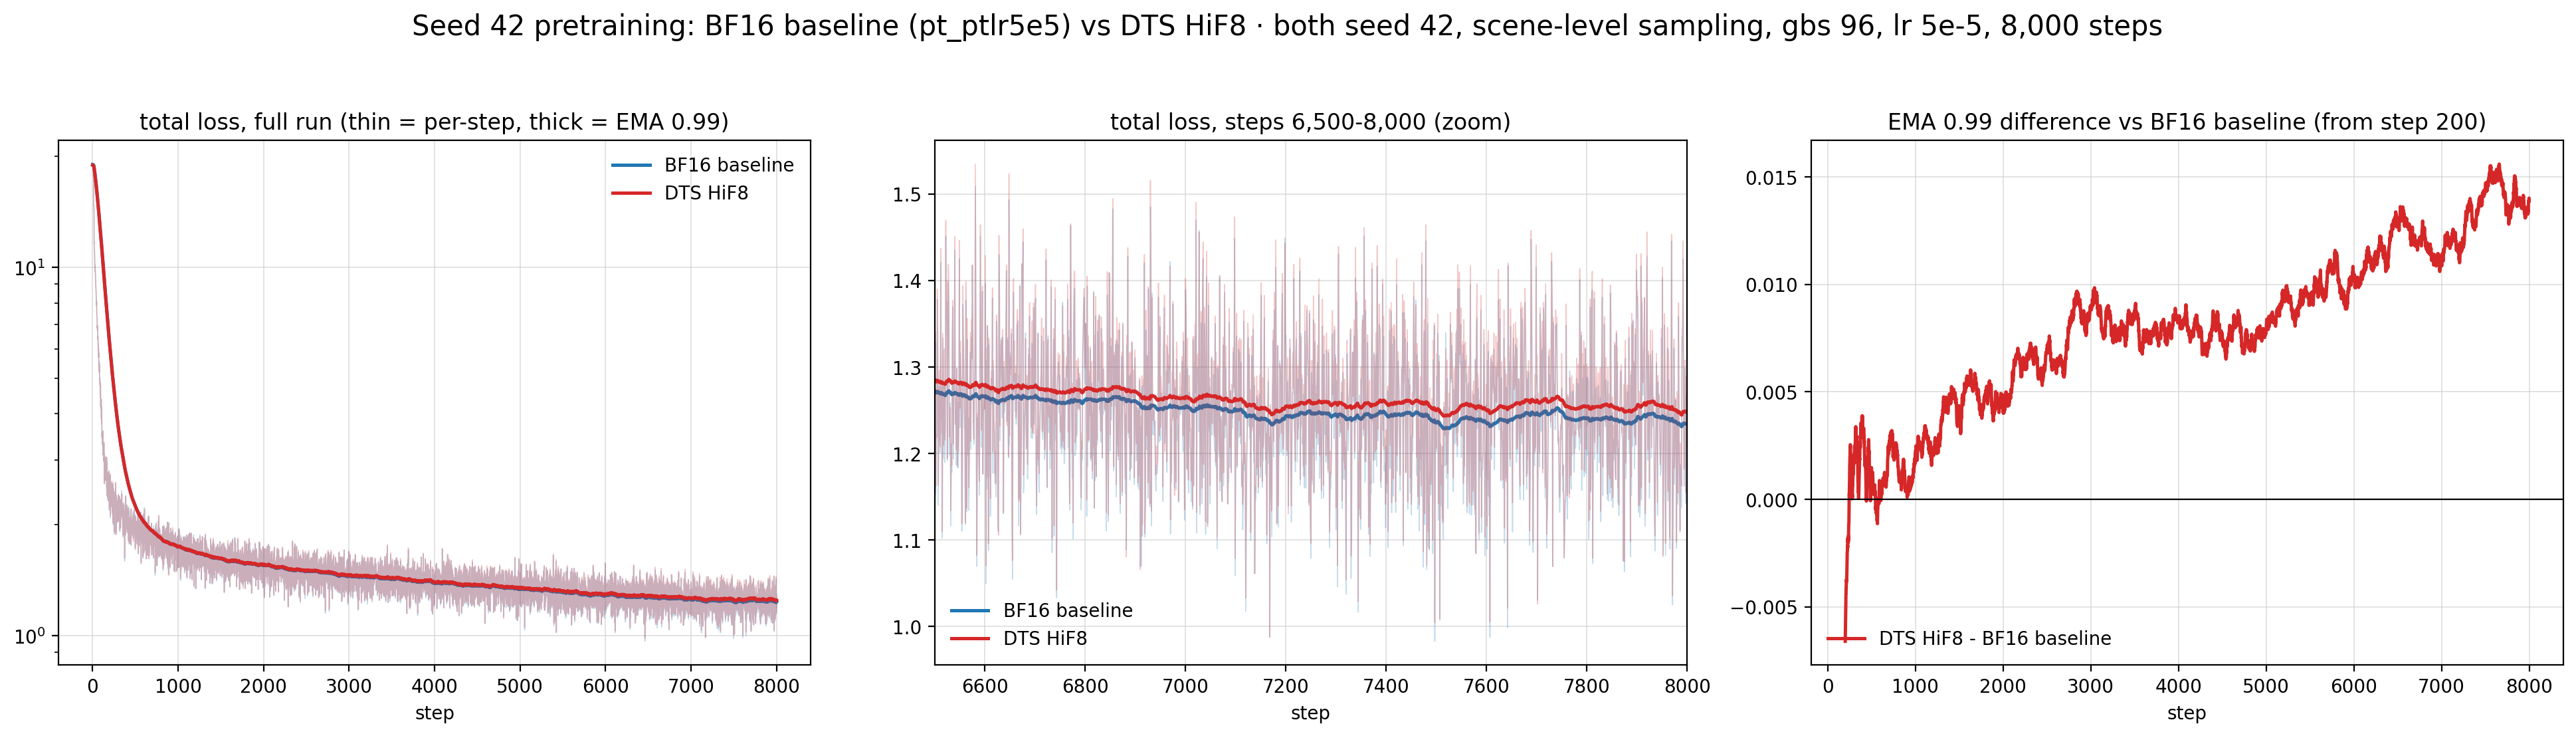 Seed 42 pretraining: BF16 baseline (pt_ptlr5e5) vs DTS HiF8 · both seed 42, scene-level sampling, gbs 96, lr 5e-5, 8,000 steps
total loss, full run (thin = per-step, thick = EMA 0.99)
BF16 baseline
DTS HiF8
10¹
10⁰
0 1000 2000 3000 4000 5000 6000 7000 8000
step
total loss, steps 6,500-8,000 (zoom)
1.5
1.4
1.3
1.2
1.1
1.0
BF16 baseline
DTS HiF8
6600 6800 7000 7200 7400 7600 7800 8000
step
EMA 0.99 difference vs BF16 baseline (from step 200)
0.015
0.010
0.005
0.000
−0.005
DTS HiF8 - BF16 baseline
0 1000 2000 3000 4000 5000 6000 7000 8000
step